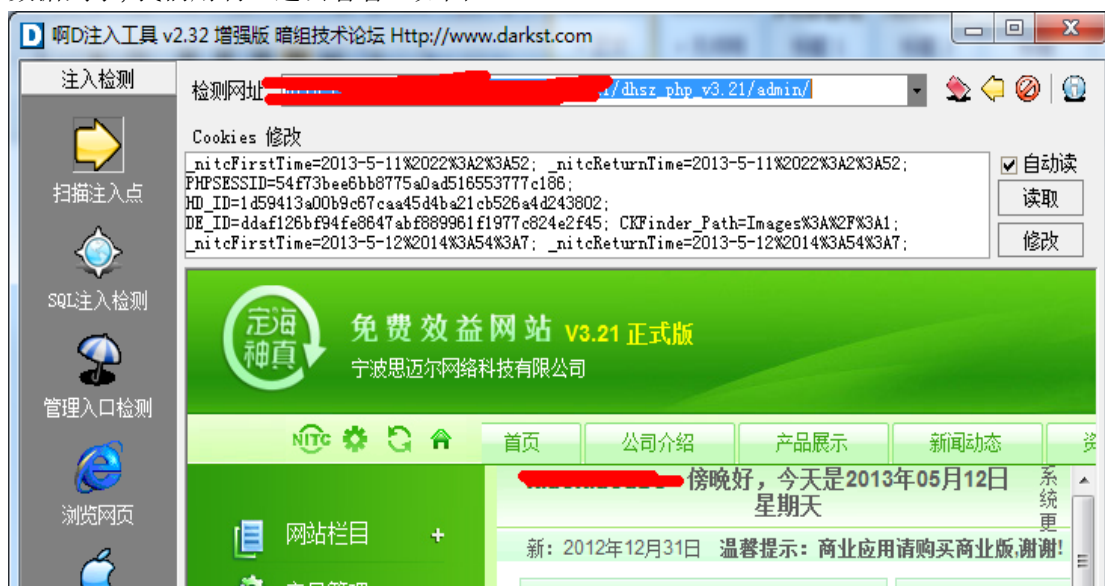 啊D注入工具 v2.32 增强版 暗组技术论坛 Http://www.darkst.com
注入检测
检测网址
/dhsz_php_v3.21/admin/
Cookies 修改
_nitcFirstTime=2013-5-11%2022%3A2%3A52; _nitcReturnTime=2013-5-11%2022%3A2%3A52;
PHPSESSID=54f73bee6bb8775a0ad516553777c186;
HD_ID=1d59413a00b9c67caa45d4ba21cb526a4d243802;
DE_ID=ddaf126bf94fe8647abf889961f1977c824e2f45; CKFinder_Path=Images%3A%2F%3A1;
_nitcFirstTime=2013-5-12%2014%3A54%3A7; _nitcReturnTime=2013-5-12%2014%3A54%3A7;
自动读
读取
修改
扫描注入点
SQL注入检测
管理入口检测
浏览网页
定海
神真
免费效益网站 V3.21 正式版
宁波思迈尔网络科技有限公司
NITC
首页
公司介绍
产品展示
新闻动态
资
傍晚好，今天是2013年05月12日
星期天
系
统
更
新: 2012年12月31日 温馨提示：商业应用请购买商业版,谢谢!
网站栏目 +